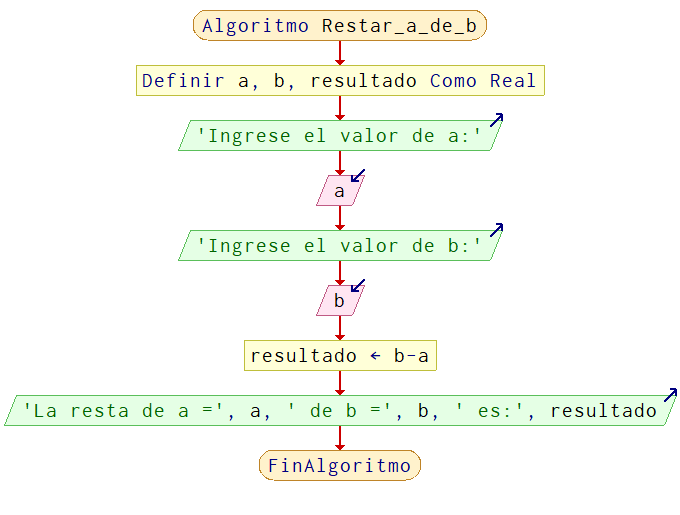 Algoritmo Restar_a_de_b
Definir a, b, resultado Como Real
'Ingrese el valor de a:'
a
'Ingrese el valor de b:'
b
resultado ← b-a
'La resta de a =', a, ' de b =', b, ' es:', resultado
FinAlgoritmo